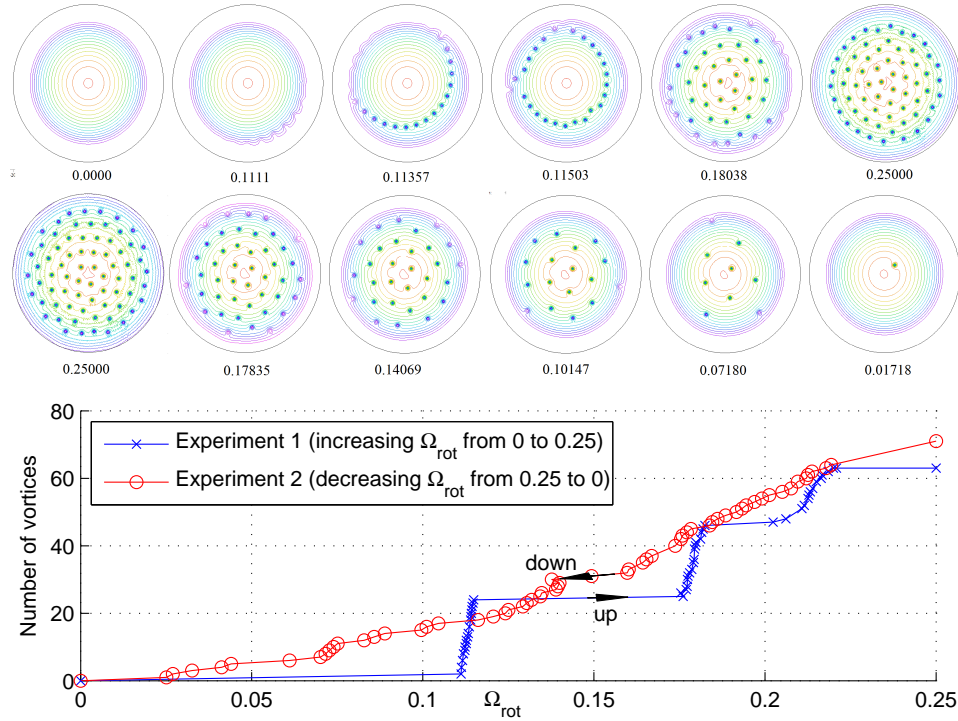 0.0000 0.1111 0.11357 0.11503 0.18038 0.25000
0.25000 0.17835 0.14069 0.10147 0.07180 0.01718
80
60
40
20
0
Number of vortices
Experiment 1 (increasing Ω_rot from 0 to 0.25)
Experiment 2 (decreasing Ω_rot from 0.25 to 0)
down
up
0 0.05 0.1 0.15 0.2 0.25
Ω_rot